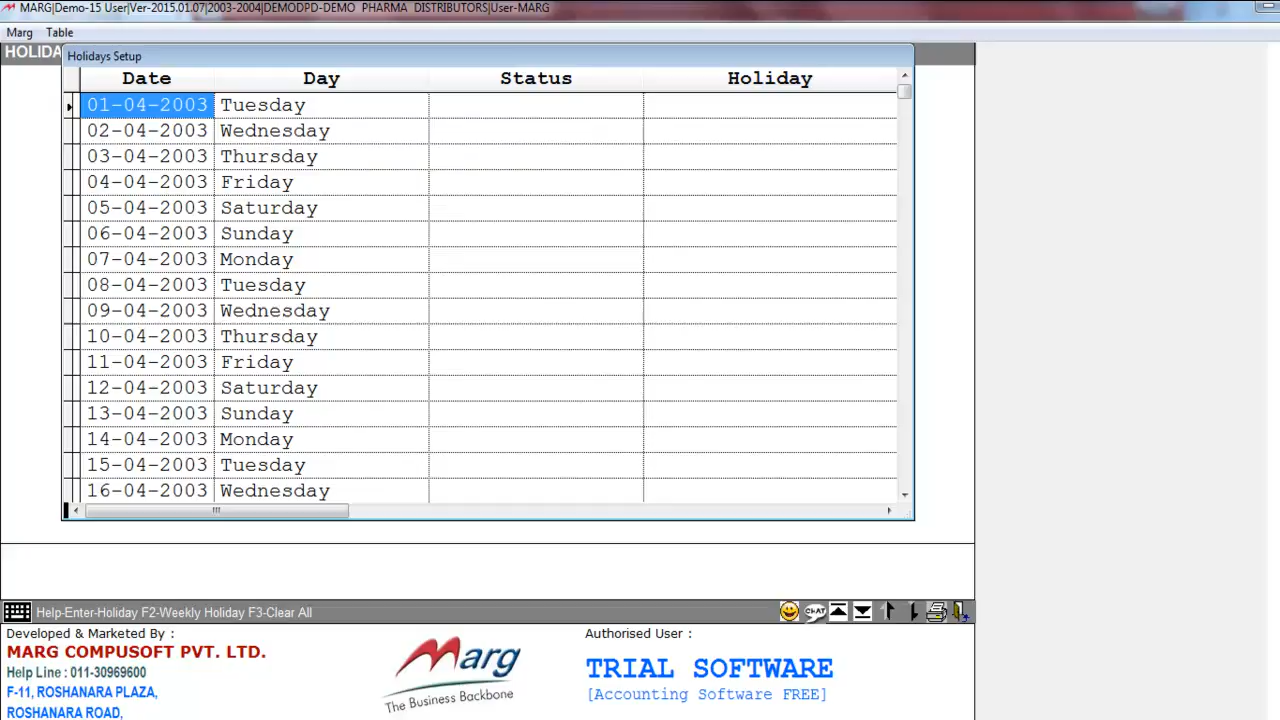 MARG|Demo-15 User|Ver-2015.01.07|2003-2004|DEMODPD-DEMO PHARMA DISTRIBUTORS|User-MARG
Marg Table
HOLIDA
Holidays Setup
Date Day Status Holiday
01-04-2003 Tuesday
02-04-2003 Wednesday
03-04-2003 Thursday
04-04-2003 Friday
05-04-2003 Saturday
06-04-2003 Sunday
07-04-2003 Monday
08-04-2003 Tuesday
09-04-2003 Wednesday
10-04-2003 Thursday
11-04-2003 Friday
12-04-2003 Saturday
13-04-2003 Sunday
14-04-2003 Monday
15-04-2003 Tuesday
16-04-2003 Wednesday
Help-Enter-Holiday F2-Weekly Holiday F3-Clear All
CHAT
Developed & Marketed By :
MARG COMPUSOFT PVT. LTD.
Help Line : 011-30969600
F-11, ROSHANARA PLAZA,
ROSHANARA ROAD,
Marg
The Business Backbone
Authorised User :
TRIAL SOFTWARE
[Accounting Software FREE]